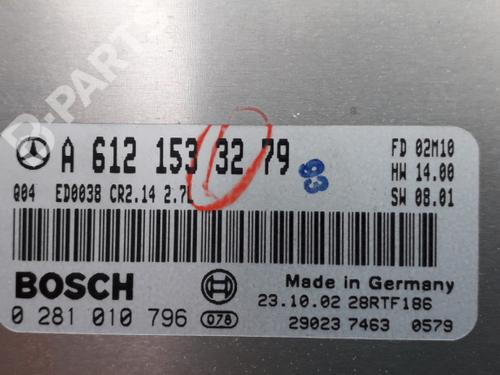 B-PARTS
A 612 153 32 79
FD 02M10
HW 14.00
SW 08.01
Q04 ED0038 CR2.14 2.7L
BOSCH
0 281 010 796 078
Made in Germany
23.10.02 28RTF186
29023 7463 0579